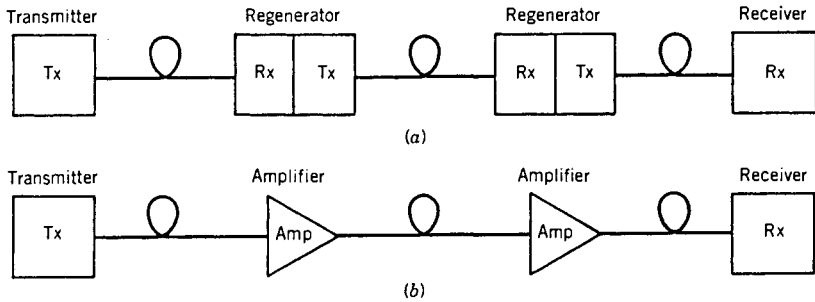 Transmitter Regenerator Regenerator Receiver
Tx Rx Tx Rx Tx Rx
(a)
Transmitter Amplifier Amplifier Receiver
Tx Amp Amp Rx
(b)